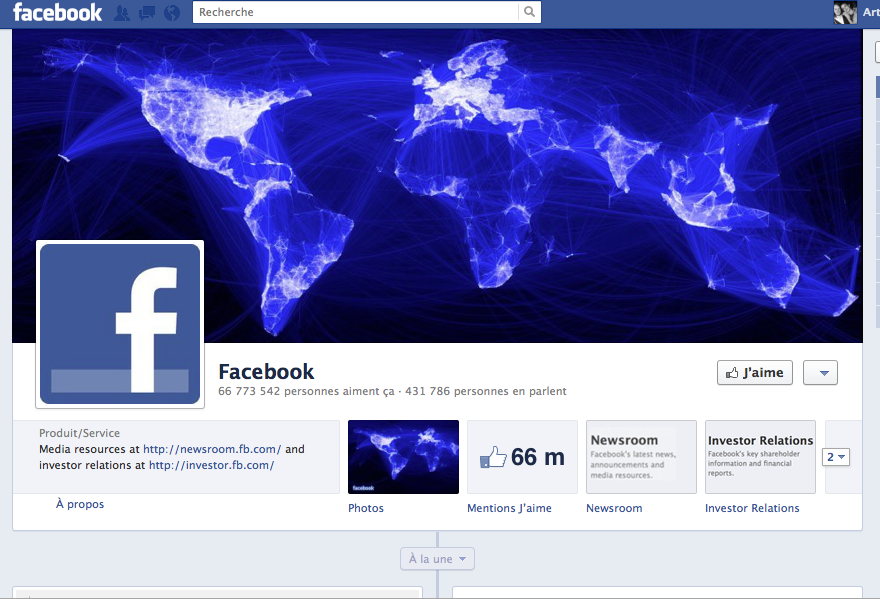 facebook
Recherche
Art
f
Facebook
66 773 542 personnes aiment ça · 431 786 personnes en parlent
J'aime
Produit/Service
Media resources at http://newsroom.fb.com/ and
investor relations at http://investor.fb.com/
À propos
facebook
Photos
66 m
Mentions J'aime
Newsroom
Facebook's latest news,
announcements and
media resources.
Newsroom
Investor Relations
Facebook's key shareholder
information and financial
reports.
Investor Relations
2
À la une